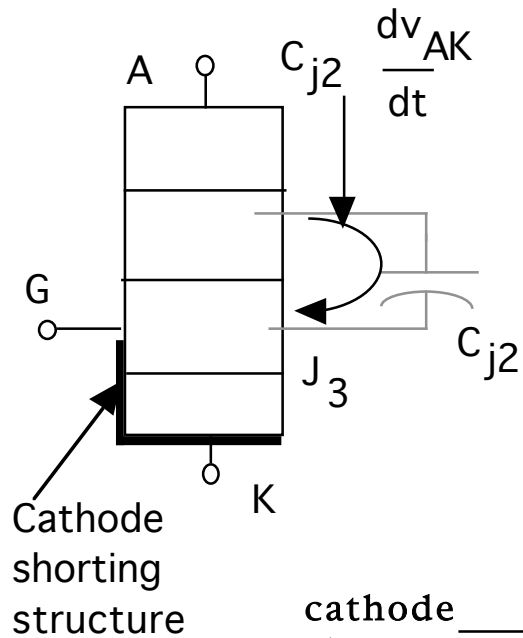 A
C j2 dv AK
dt
G
C j2
J 3
K
Cathode
shorting
structure
cathode